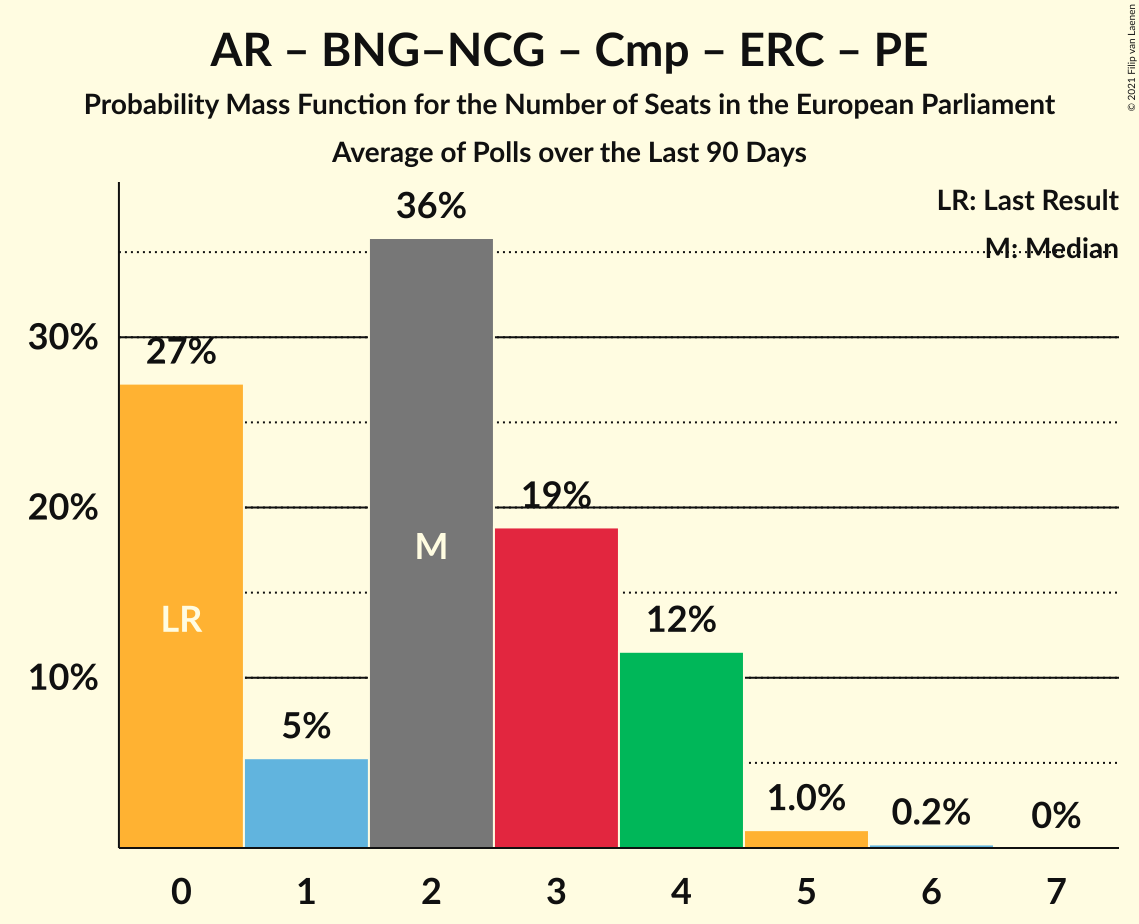 AR – BNG–NCG – Cmp – ERC – PE
Probability Mass Function for the Number of Seats in the European Parliament
Average of Polls over the Last 90 Days
© 2021 Filip van Laenen
LR: Last Result
M: Median
36%
30%
27%
20%
19%
M
LR
12%
10%
5%
1.0%
0.2%
0%
0 1 2 3 4 5 6 7